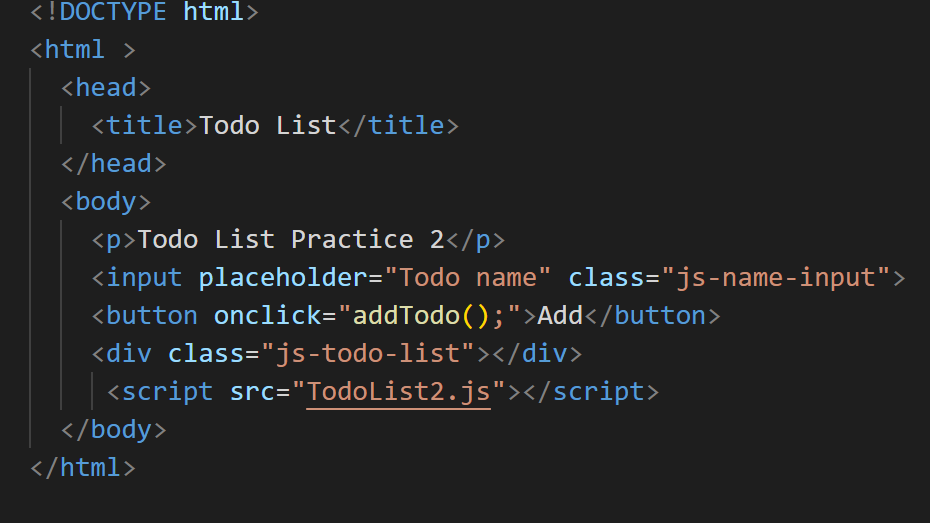 <!DOCTYPE html>
<html >
<head>
<title>Todo List</title>
</head>
<body>
<p>Todo List Practice 2</p>
<input placeholder="Todo name" class="js-name-input">
<button onclick="addTodo();">Add</button>
<div class="js-todo-list"></div>
<script src="TodoList2.js"></script>
</body>
</html>